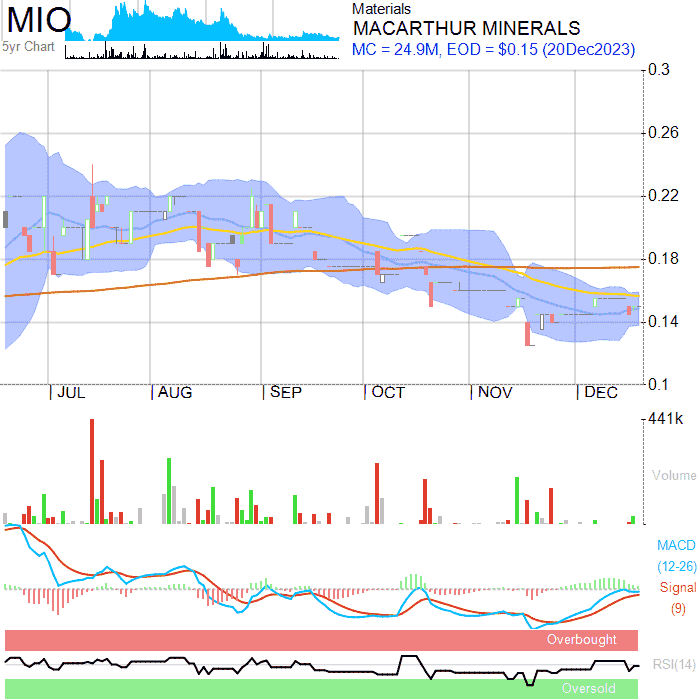 MIO
5yr Chart
Materials
MACARTHUR MINERALS
MC = 24.9M, EOD = $0.15 (20Dec2023)
0.3
0.26
0.22
0.18
0.14
0.1
JUL AUG SEP OCT NOV DEC
441k
Volume
MACD
(12-26)
Signal
(9)
Overbought
RSI(14)
Oversold